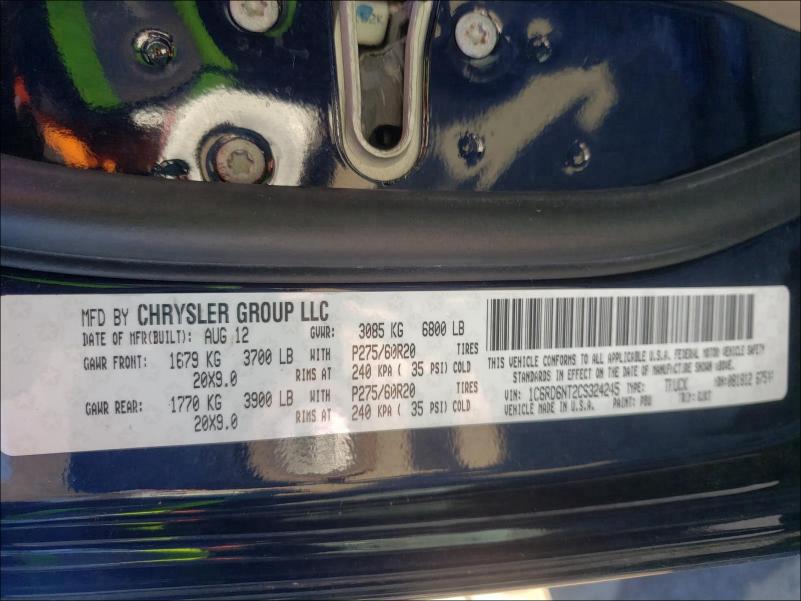 MFD BY CHRYSLER GROUP LLC
DATE OF MFR(BUILT): AUG 12 GVWR: 3085 KG 6800 LB
GAWR FRONT: 1679 KG 3700 LB WITH P275/60R20 TIRES
20X9.0 RIMS AT 240 KPA ( 35 PSI) COLD
GAWR REAR: 1770 KG 3900 LB WITH P275/60R20 TIRES
20X9.0 RIMS AT 240 KPA ( 35 PSI) COLD
THIS VEHICLE CONFORMS TO ALL APPLICABLE U.S.A. FEDERAL MOTOR VEHICLE SAFETY
STANDARDS IN EFFECT ON THE DATE OF MANUFACTURE SHOWN ABOVE.
VIN: 1C6RD6NT2CS324245 TYPE: TRUCK MDH: 081812
VEHICLE MADE IN U.S.A. PAINT: PBU TRIM: